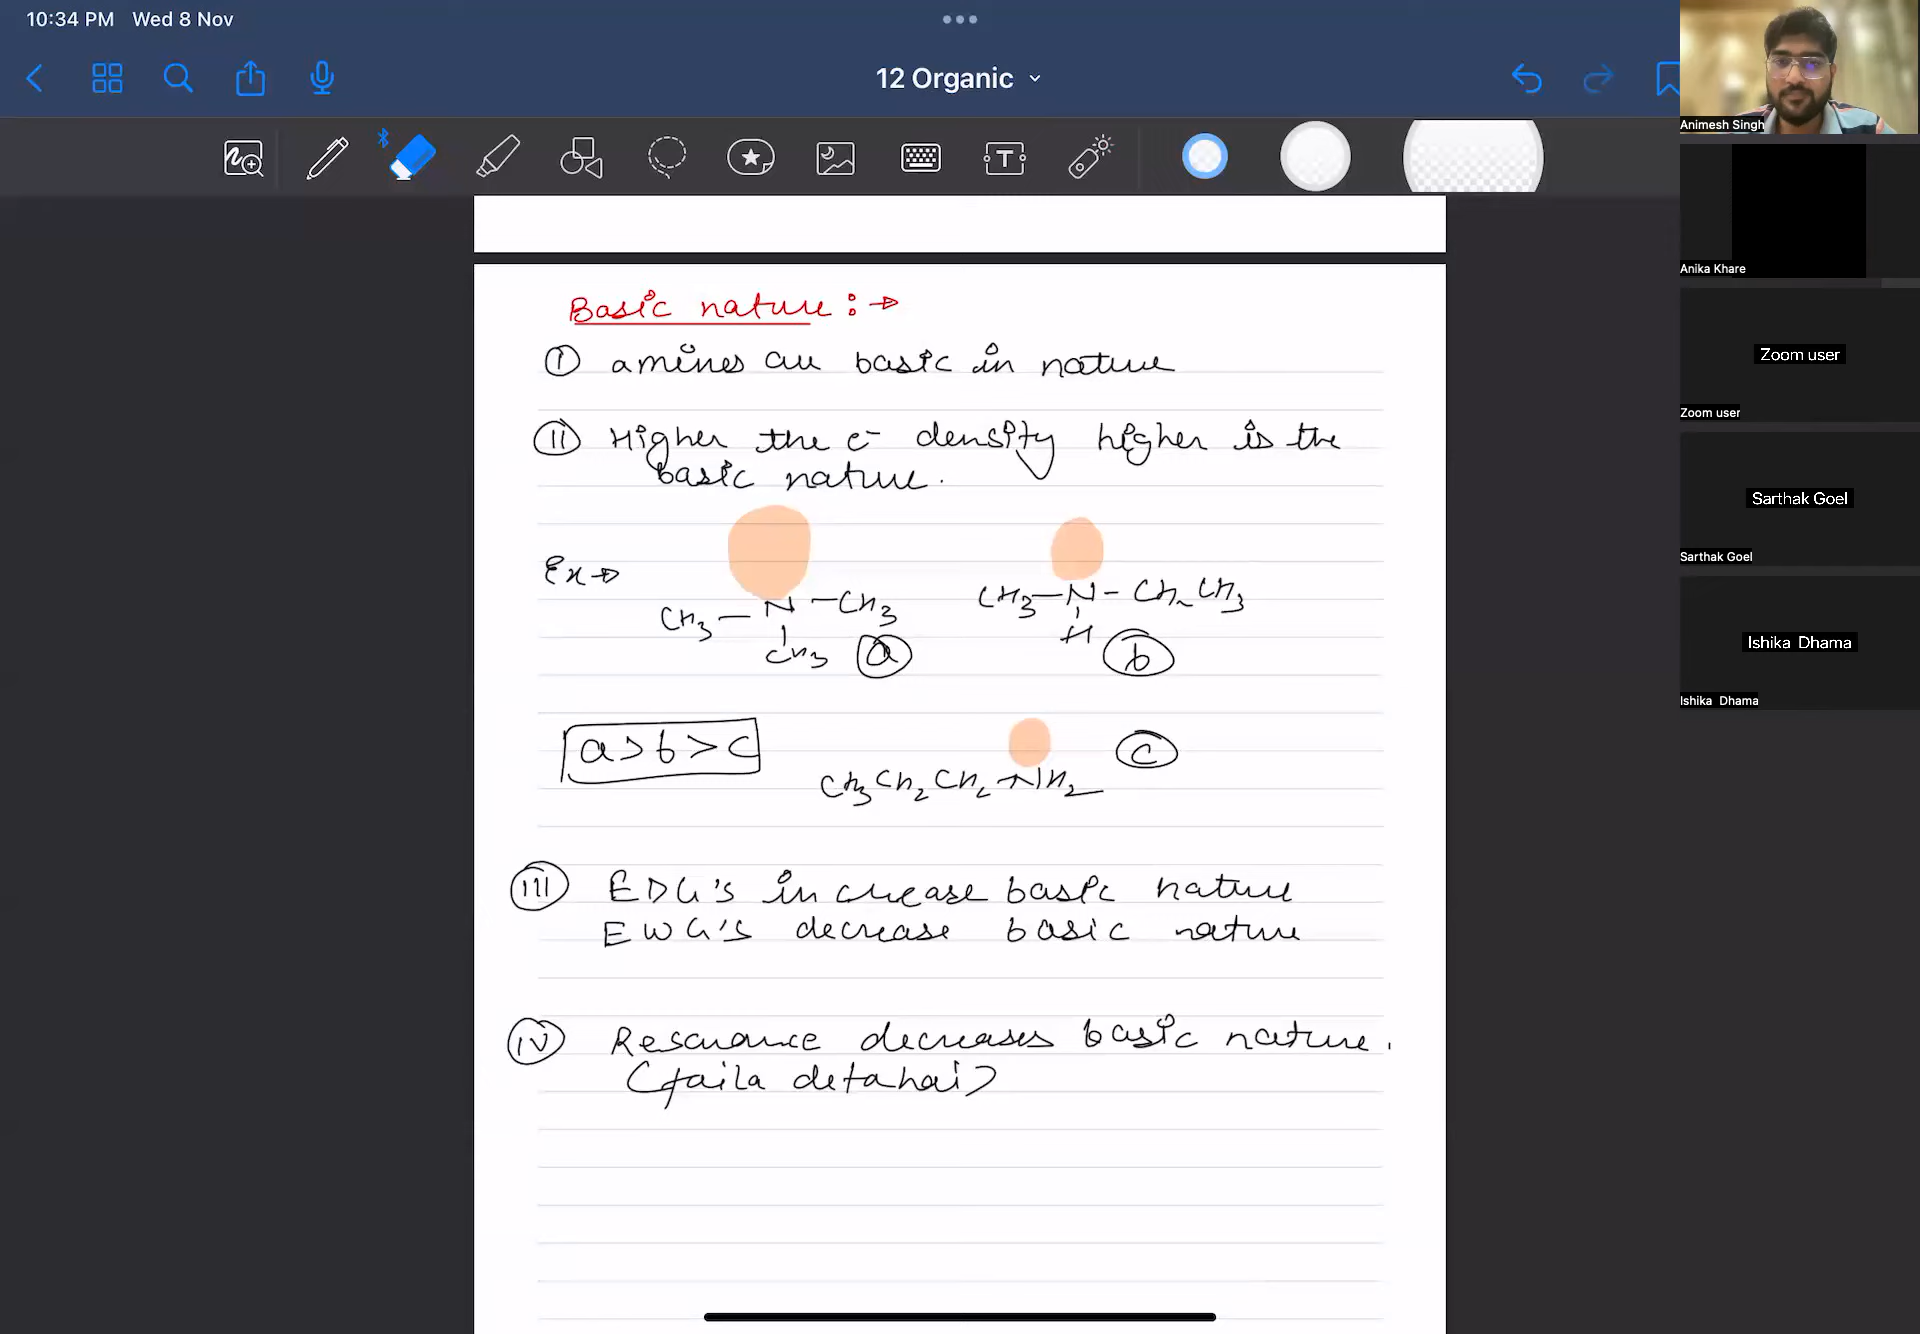 10:34 PM Wed 8 Nov
12 Organic
Animesh Singh
Anika Khare
Zoom user
Zoom user
Sarthak Goel
Sarthak Goel
Ishika Dhama
Ishika Dhama
Basic nature :→
(I) amines are basic in nature
(II) Higher the e⁻ density higher is the
basic nature.
Ex→
CH3—N—CH3
CH3 (a)
CH3—N—CH2CH3
H (b)
a>b>c
(c)
CH3CH2CH2—NH2
(III) EDG's increase basic nature
EWG's decrease basic nature
(IV) Resonance decreases basic nature.
(faila detahai)